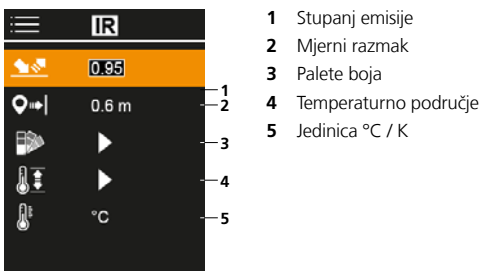 IR
0.95
0.6 m
°C
1
2
3
4
5
1 Stupanj emisije
2 Mjerni razmak
3 Palete boja
4 Temperaturno područje
5 Jedinica °C / K